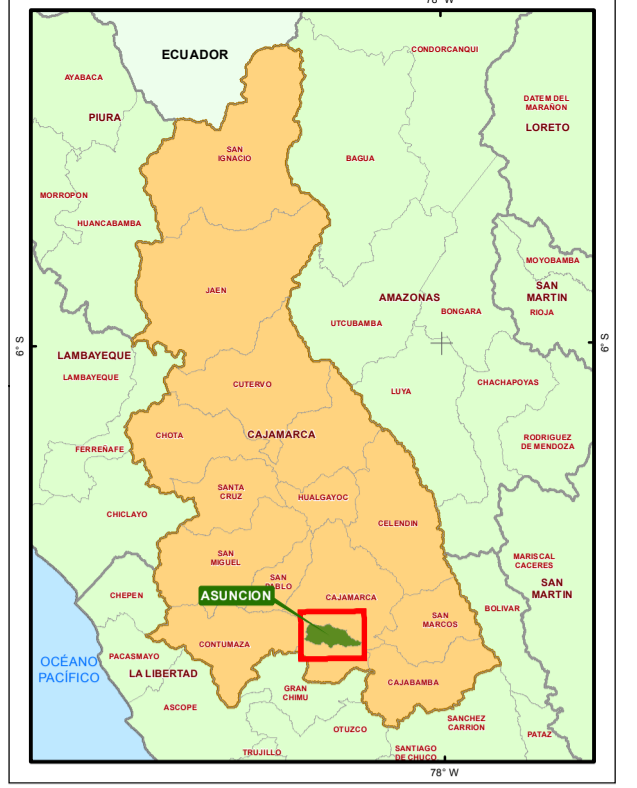 78° W
ECUADOR
CONDORCANQUI
AYABACA
DATEM DEL
MARAÑON
PIURA
LORETO
SAN
IGNACIO
BAGUA
MORROPON
HUANCABAMBA
MOYOBAMBA
SAN
MARTIN
JAEN
AMAZONAS
BONGARA
RIOJA
UTCUBAMBA
6° S
6° S
LAMBAYEQUE
LAMBAYEQUE
CUTERVO
LUYA
CHACHAPOYAS
CHOTA
CAJAMARCA
RODRIGUEZ
DE MENDOZA
FERREÑAFE
SANTA
CRUZ
HUALGAYOC
CHICLAYO
CELENDIN
SAN
MIGUEL
MARISCAL
CACERES
SAN
PABLO
SAN
MARTIN
CHEPEN
ASUNCION
CAJAMARCA
BOLIVAR
SAN
MARCOS
CONTUMAZA
OCÉANO
PACÍFICO
PACASMAYO
LA LIBERTAD
CAJABAMBA
GRAN
CHIMU
ASCOPE
SANCHEZ
CARRION
OTUZCO
PATAZ
TRUJILLO
SANTIAGO
DE CHUCO
78° W